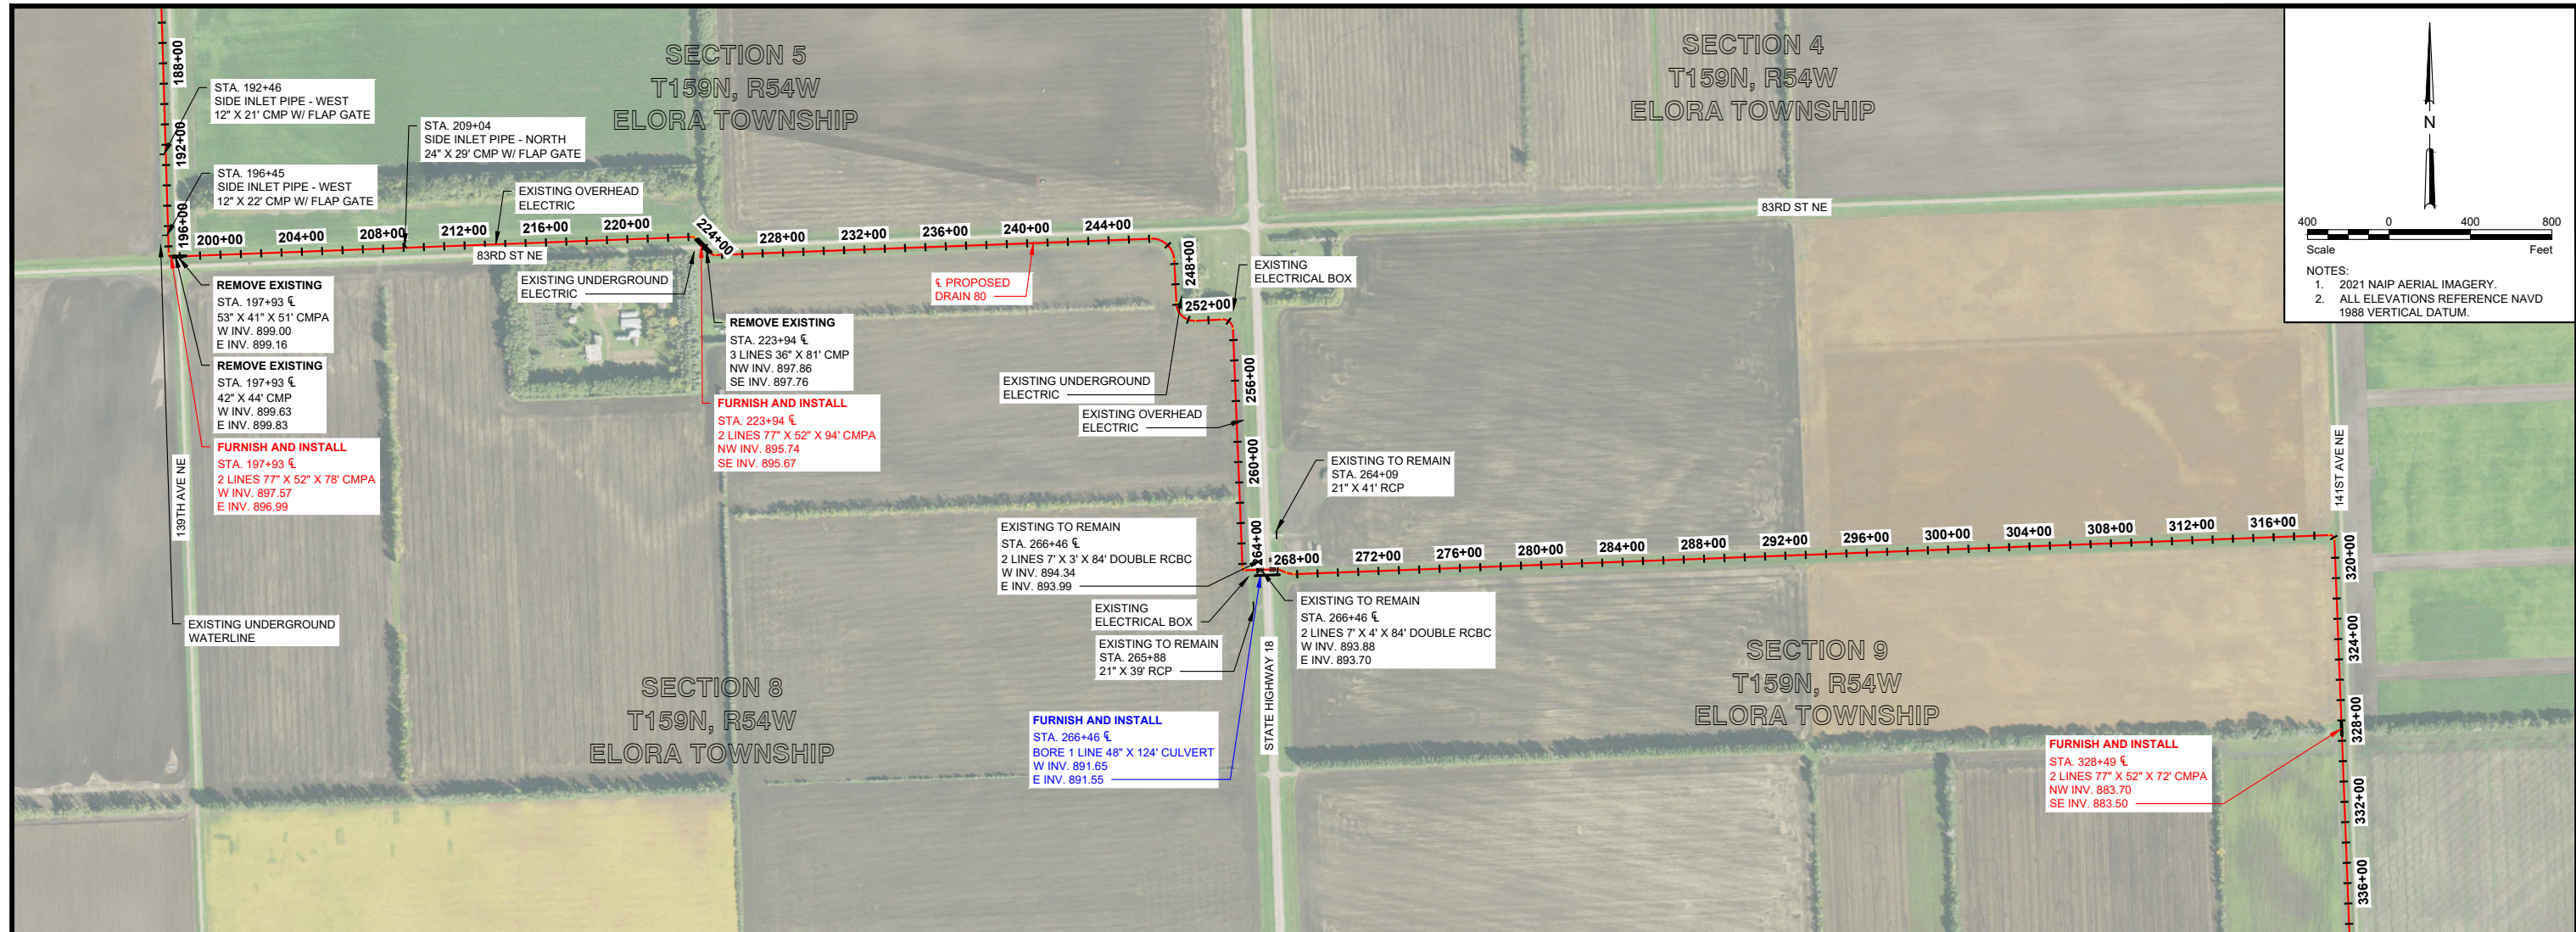 SECTION 5
T159N, R54W
ELORA TOWNSHIP
SECTION 4
T159N, R54W
ELORA TOWNSHIP
188+00
192+00
196+00
STA. 192+46
SIDE INLET PIPE - WEST
12" X 21' CMP W/ FLAP GATE
STA. 209+04
SIDE INLET PIPE - NORTH
24" X 29' CMP W/ FLAP GATE
STA. 196+45
SIDE INLET PIPE - WEST
12" X 22' CMP W/ FLAP GATE
EXISTING OVERHEAD
ELECTRIC
200+00
204+00
208+00
212+00
216+00
220+00
224+00
228+00
232+00
236+00
240+00
244+00
248+00
252+00
256+00
260+00
264+00
83RD ST NE
83RD ST NE
REMOVE EXISTING
STA. 197+93 ℄
53" X 41" X 51' CMPA
W INV. 899.00
E INV. 899.16
REMOVE EXISTING
STA. 197+93 ℄
42" X 44' CMP
W INV. 899.63
E INV. 899.83
FURNISH AND INSTALL
STA. 197+93 ℄
2 LINES 77" X 52" X 78' CMPA
W INV. 897.57
E INV. 896.99
139TH AVE NE
EXISTING UNDERGROUND
WATERLINE
EXISTING UNDERGROUND
ELECTRIC
REMOVE EXISTING
STA. 223+94 ℄
3 LINES 36" X 81' CMP
NW INV. 897.86
SE INV. 897.76
FURNISH AND INSTALL
STA. 223+94 ℄
2 LINES 77" X 52" X 94' CMPA
NW INV. 895.74
SE INV. 895.67
℄ PROPOSED
DRAIN 80
EXISTING
ELECTRICAL BOX
EXISTING UNDERGROUND
ELECTRIC
EXISTING OVERHEAD
ELECTRIC
EXISTING TO REMAIN
STA. 264+09
21" X 41' RCP
EXISTING TO REMAIN
STA. 266+46 ℄
2 LINES 7' X 3' X 84' DOUBLE RCBC
W INV. 894.34
E INV. 893.99
EXISTING
ELECTRICAL BOX
EXISTING TO REMAIN
STA. 265+88
21" X 39' RCP
EXISTING TO REMAIN
STA. 266+46 ℄
2 LINES 7' X 4' X 84' DOUBLE RCBC
W INV. 893.88
E INV. 893.70
STATE HIGHWAY 18
FURNISH AND INSTALL
STA. 266+46 ℄
BORE 1 LINE 48" X 124' CULVERT
W INV. 891.65
E INV. 891.55
268+00
272+00
276+00
280+00
284+00
288+00
292+00
296+00
300+00
304+00
308+00
312+00
316+00
320+00
324+00
328+00
332+00
336+00
141ST AVE NE
SECTION 8
T159N, R54W
ELORA TOWNSHIP
SECTION 9
T159N, R54W
ELORA TOWNSHIP
FURNISH AND INSTALL
STA. 328+49 ℄
2 LINES 77" X 52" X 72' CMPA
NW INV. 883.70
SE INV. 883.50
N
400 0 400 800
Scale Feet
NOTES:
1. 2021 NAIP AERIAL IMAGERY.
2. ALL ELEVATIONS REFERENCE NAVD
1988 VERTICAL DATUM.